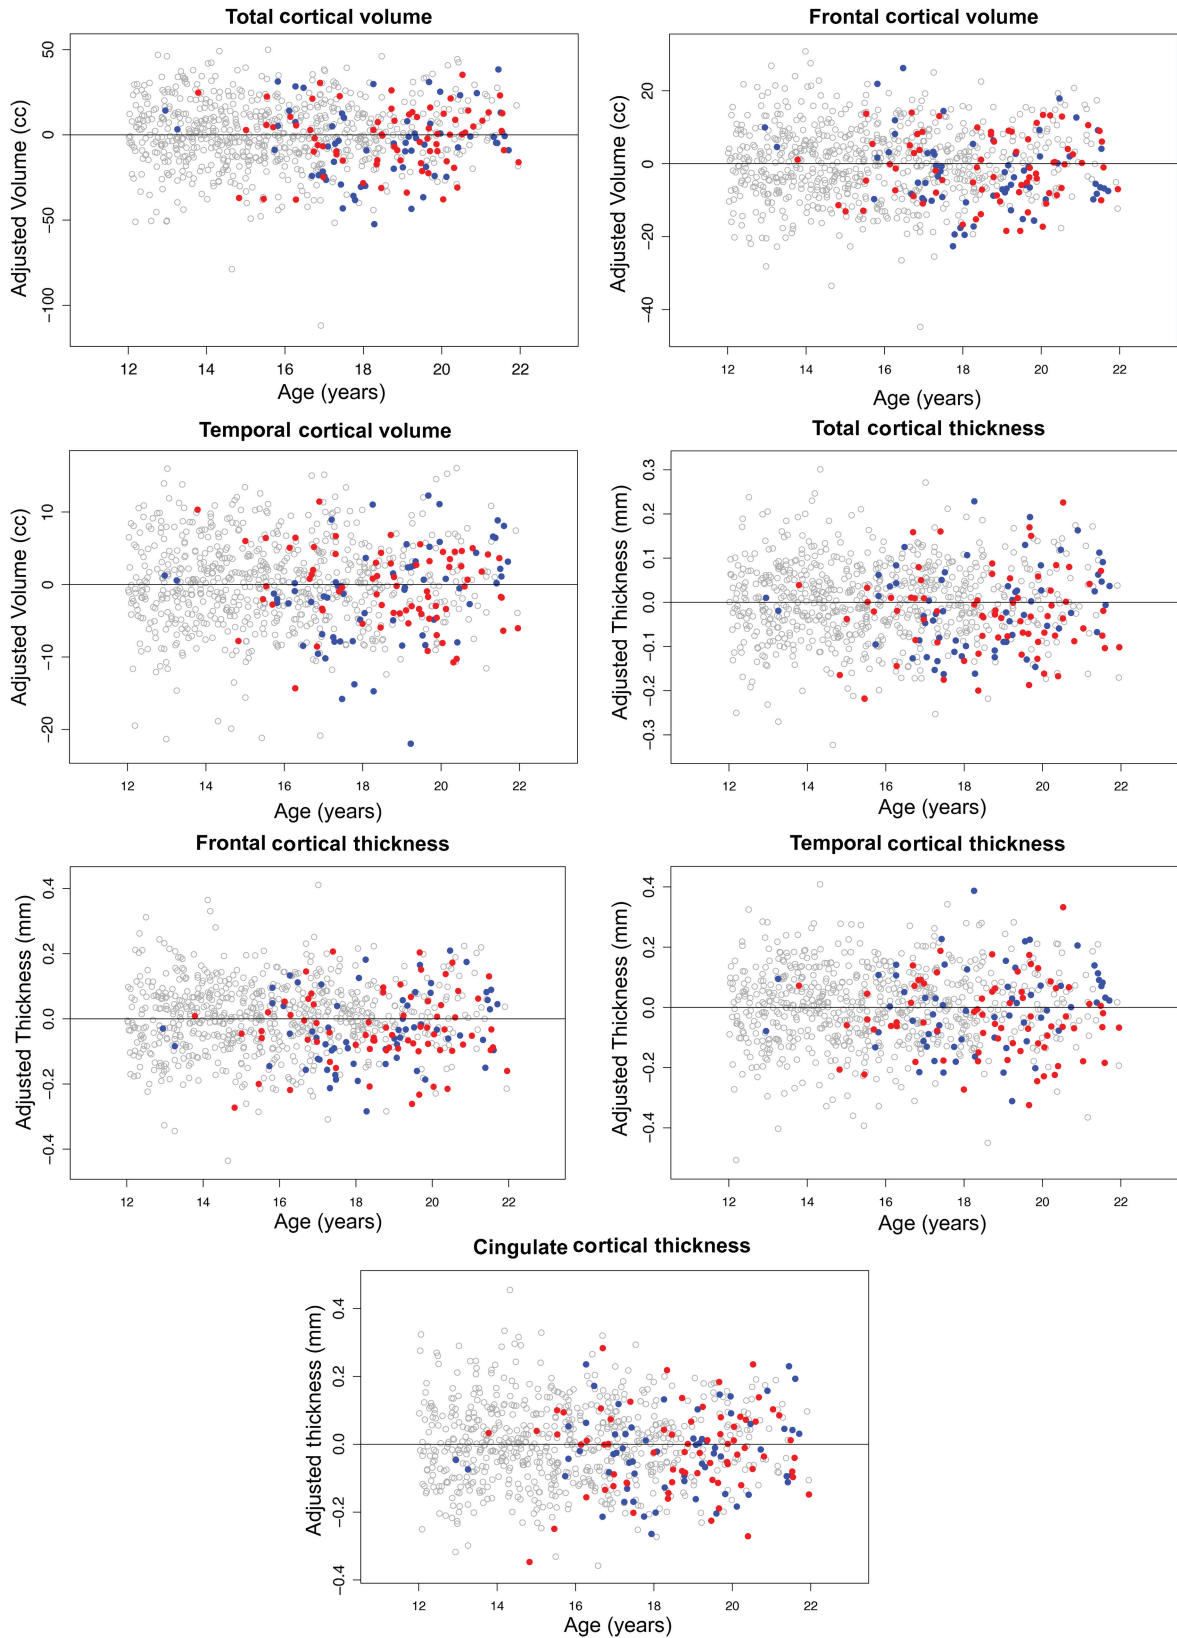 Total cortical volume
Adjusted Volume (cc)
50
0
−50
−100
12 14 16 18 20 22
Age (years)
Frontal cortical volume
Adjusted Volume (cc)
20
0
−20
−40
12 14 16 18 20 22
Age (years)
Temporal cortical volume
Adjusted Volume (cc)
10
0
−10
−20
12 14 16 18 20 22
Age (years)
Total cortical thickness
Adjusted Thickness (mm)
0.3
0.2
0.1
0.0
−0.1
−0.2
−0.3
12 14 16 18 20 22
Age (years)
Frontal cortical thickness
Adjusted Thickness (mm)
0.4
0.2
0.0
−0.2
−0.4
12 14 16 18 20 22
Age (years)
Temporal cortical thickness
Adjusted Thickness (mm)
0.4
0.2
0.0
−0.2
−0.4
12 14 16 18 20 22
Age (years)
Cingulate cortical thickness
Adjusted thickness (mm)
0.4
0.2
0.0
−0.2
−0.4
12 14 16 18 20 22
Age (years)